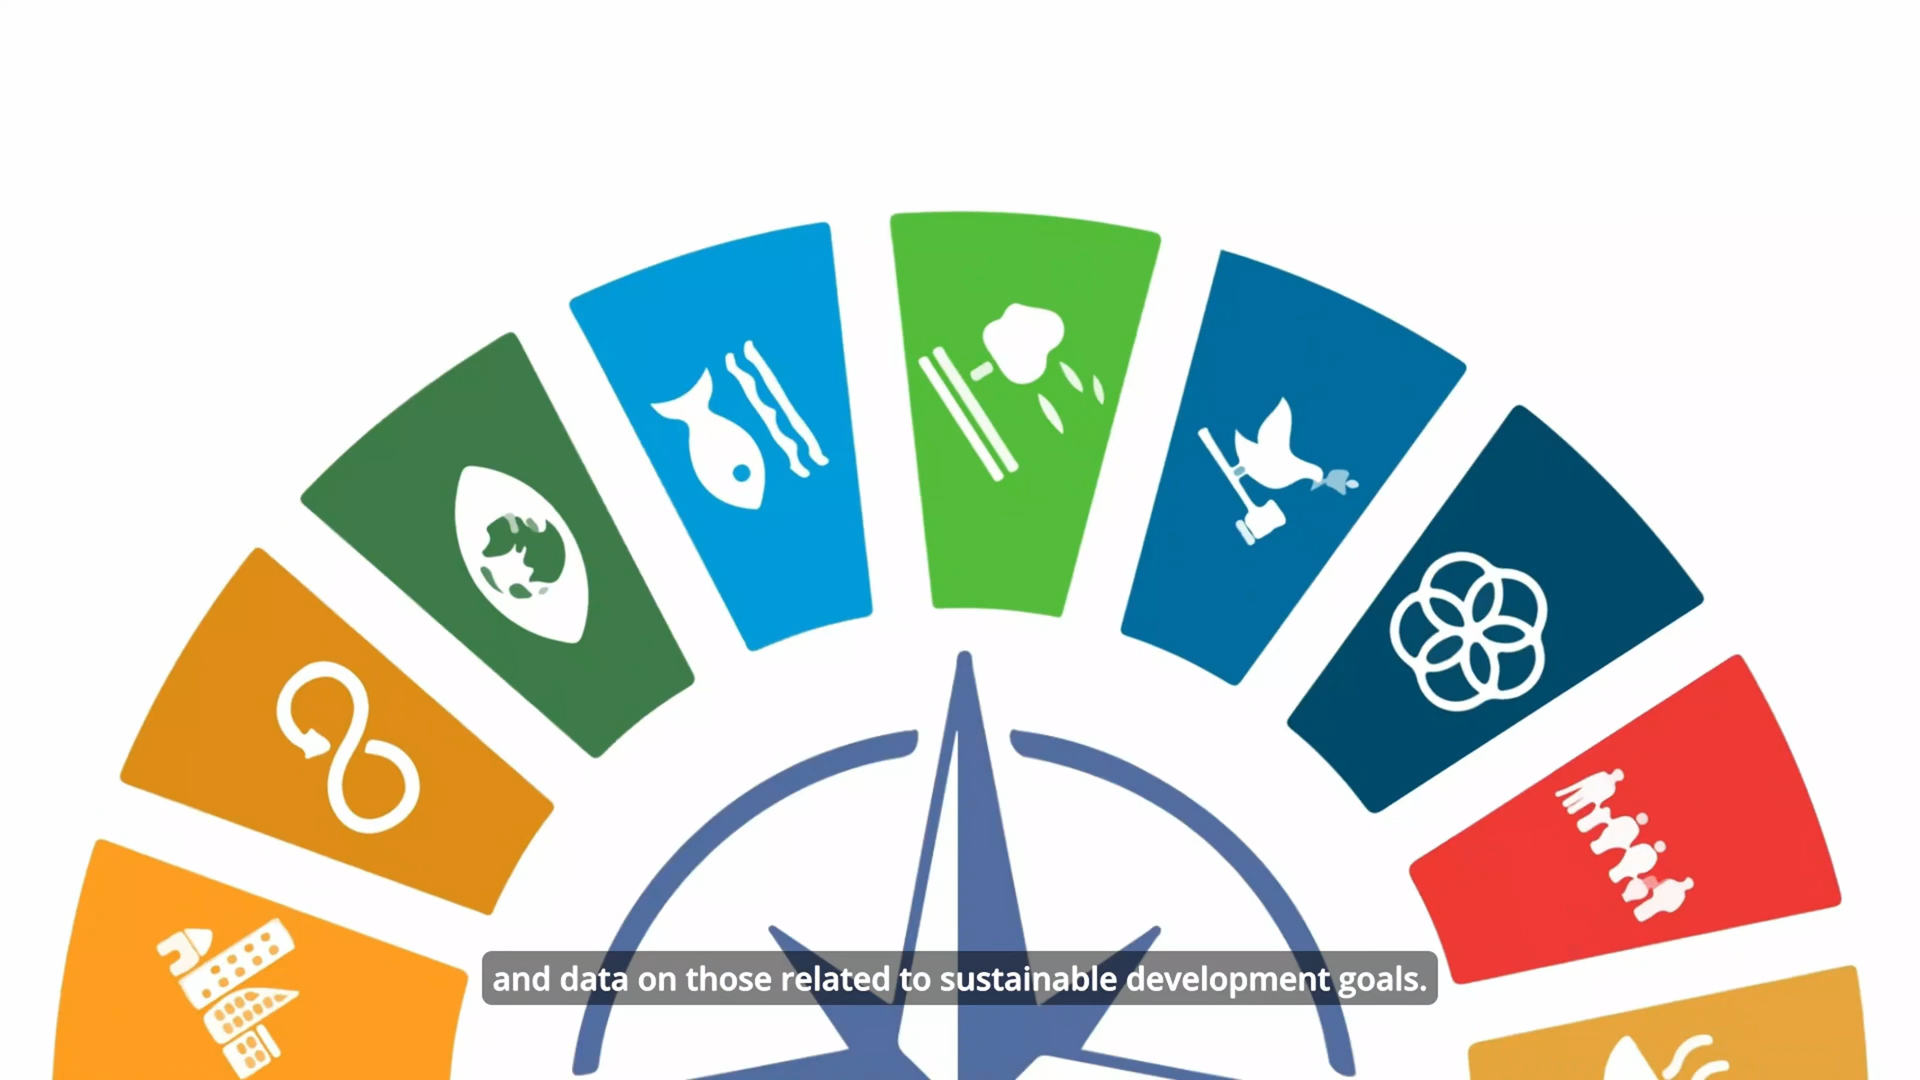 and data on those related to sustainable development goals.